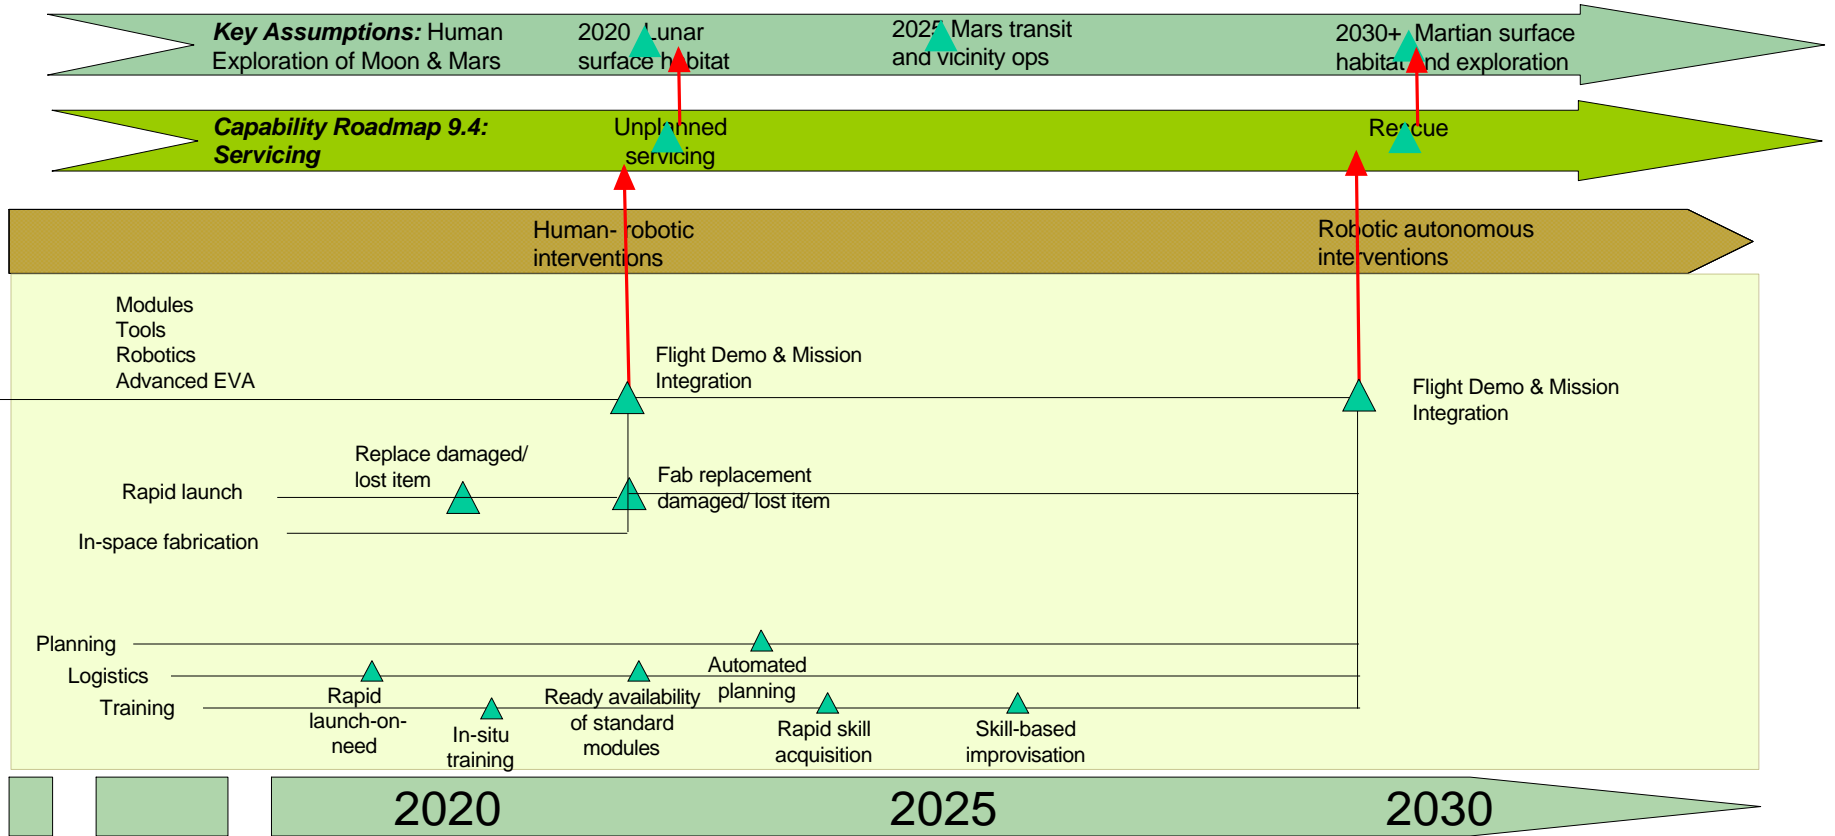 Key Assumptions: Human
Exploration of Moon & Mars
2020 Lunar
surface habitat
2025 Mars transit
and vicinity ops
2030+ Martian surface
habitat and exploration
Capability Roadmap 9.4:
Servicing
Unplanned
servicing
Rescue
Human- robotic
interventions
Robotic autonomous
interventions
Modules
Tools
Robotics
Advanced EVA
Flight Demo & Mission
Integration
Flight Demo & Mission
Integration
Replace damaged/
lost item
Rapid launch
Fab replacement
damaged/ lost item
In-space fabrication
Planning
Automated
planning
Logistics
Rapid
launch-on-
need
Ready availability
of standard
modules
Training
In-situ
training
Rapid skill
acquisition
Skill-based
improvisation
2020
2025
2030